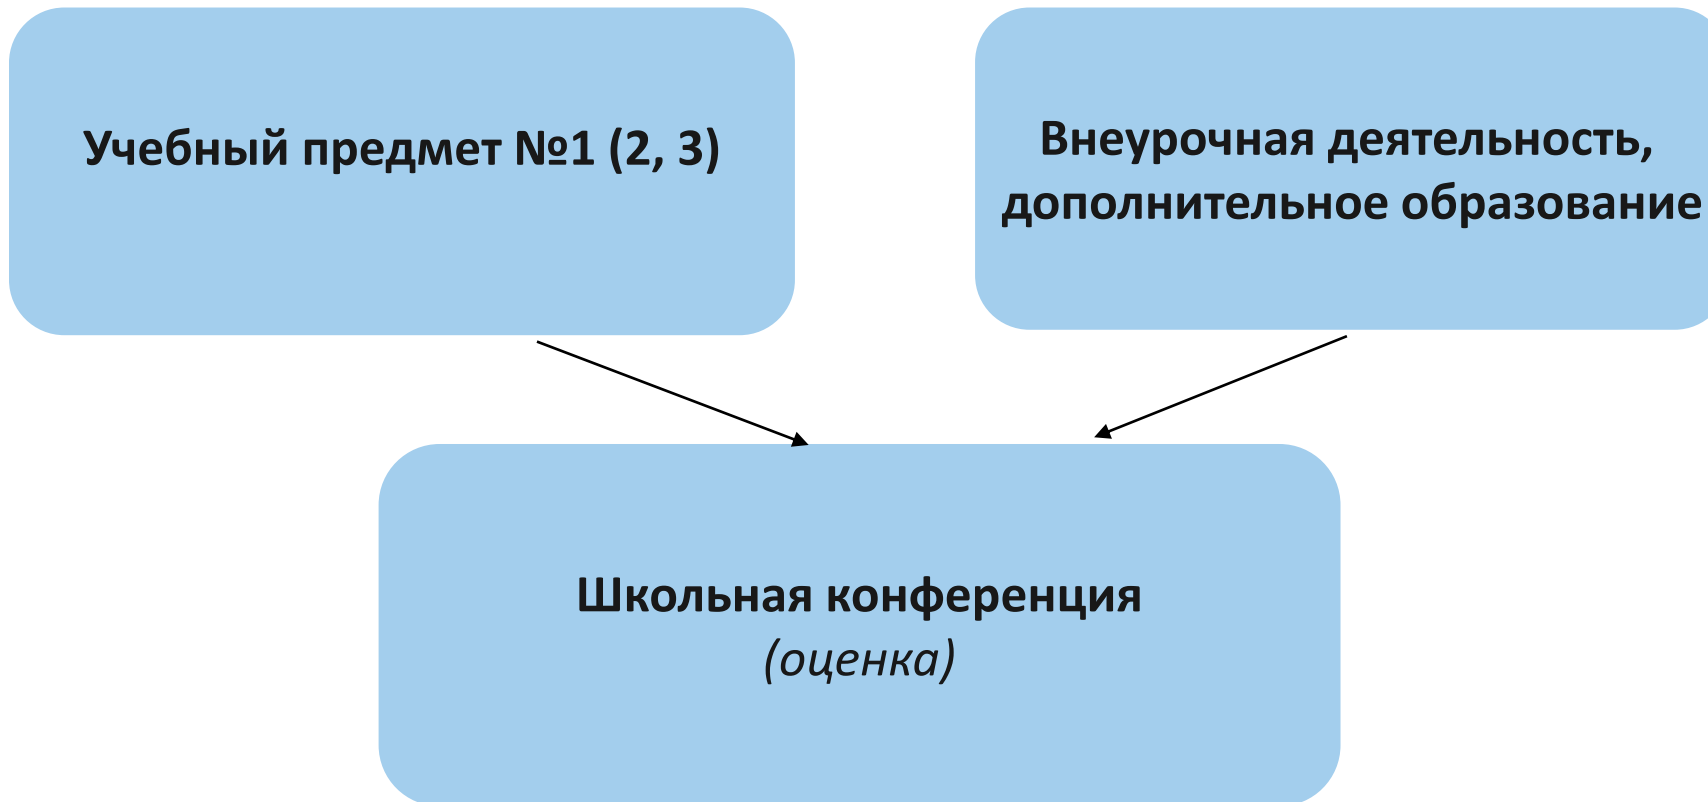 Учебный предмет №1 (2, 3)
Внеурочная деятельность,
дополнительное образование
Школьная конференция
(оценка)